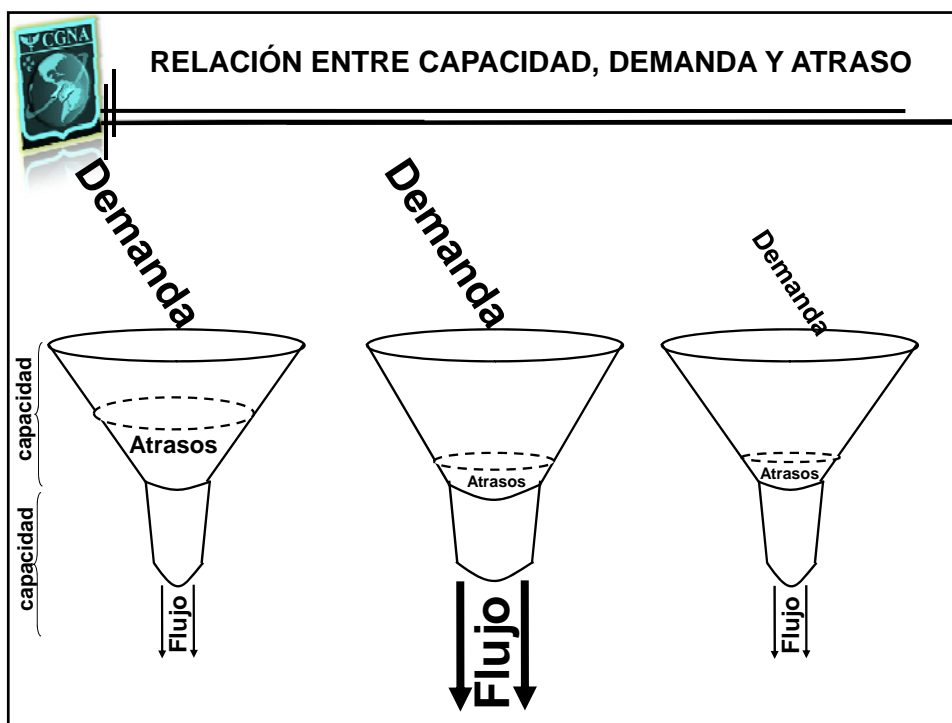 CGNA
RELACIÓN ENTRE CAPACIDAD, DEMANDA Y ATRASO
Demanda
Demanda
Demanda
capacidad
Atrasos
Atrasos
Atrasos
capacidad
Flujo
Flujo
Flujo